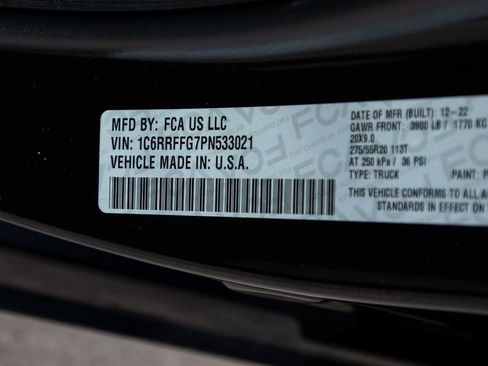 MFD BY: FCA US LLC
VIN: 1C6RRFFG7PN533021
VEHICLE MADE IN: U.S.A.
DATE OF MFR (BUILT): 12-22
GAWR FRONT: 3900 LB/ 1770 KG
20X9.0
275/55R20 113T
AT 250 kPa / 36 PSI
TYPE: TRUCK PAINT:
THIS VEHICLE CONFORMS TO ALL
STANDARDS IN EFFECT ON